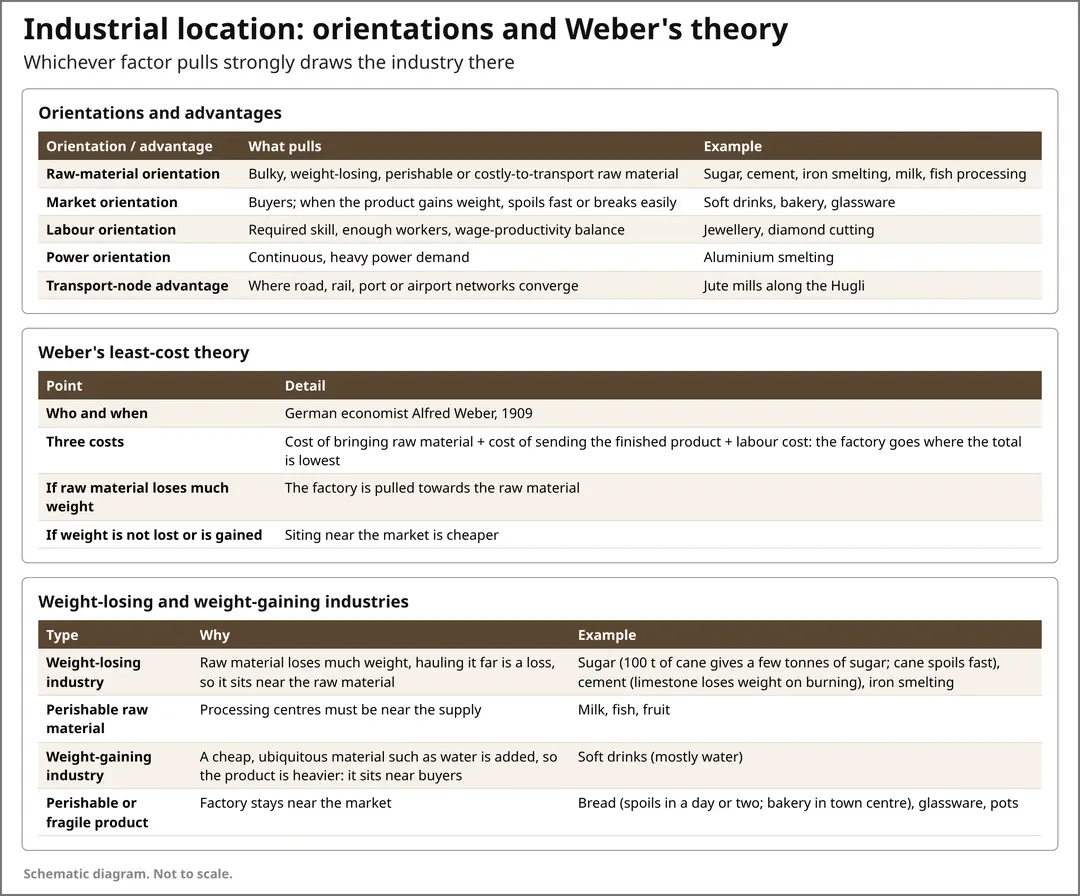 Industrial location: orientations and Weber's theory
Whichever factor pulls strongly draws the industry there
Orientations and advantages
Orientation / advantage What pulls Example
Raw-material orientation Bulky, weight-losing, perishable or costly-to-transport raw material Sugar, cement, iron smelting, milk, fish processing
Market orientation Buyers; when the product gains weight, spoils fast or breaks easily Soft drinks, bakery, glassware
Labour orientation Required skill, enough workers, wage-productivity balance Jewellery, diamond cutting
Power orientation Continuous, heavy power demand Aluminium smelting
Transport-node advantage Where road, rail, port or airport networks converge Jute mills along the Hugli
Weber's least-cost theory
Point Detail
Who and when German economist Alfred Weber, 1909
Three costs Cost of bringing raw material + cost of sending the finished product + labour cost: the factory goes where the total
is lowest
If raw material loses much The factory is pulled towards the raw material
weight
If weight is not lost or is gained Siting near the market is cheaper
Weight-losing and weight-gaining industries
Type Why Example
Weight-losing Raw material loses much weight, hauling it far is a loss, Sugar (100 t of cane gives a few tonnes of sugar; cane spoils fast),
industry so it sits near the raw material cement (limestone loses weight on burning), iron smelting
Perishable raw Processing centres must be near the supply Milk, fish, fruit
material
Weight-gaining A cheap, ubiquitous material such as water is added, so Soft drinks (mostly water)
industry the product is heavier: it sits near buyers
Perishable or Factory stays near the market Bread (spoils in a day or two; bakery in town centre), glassware, pots
fragile product
Schematic diagram. Not to scale.